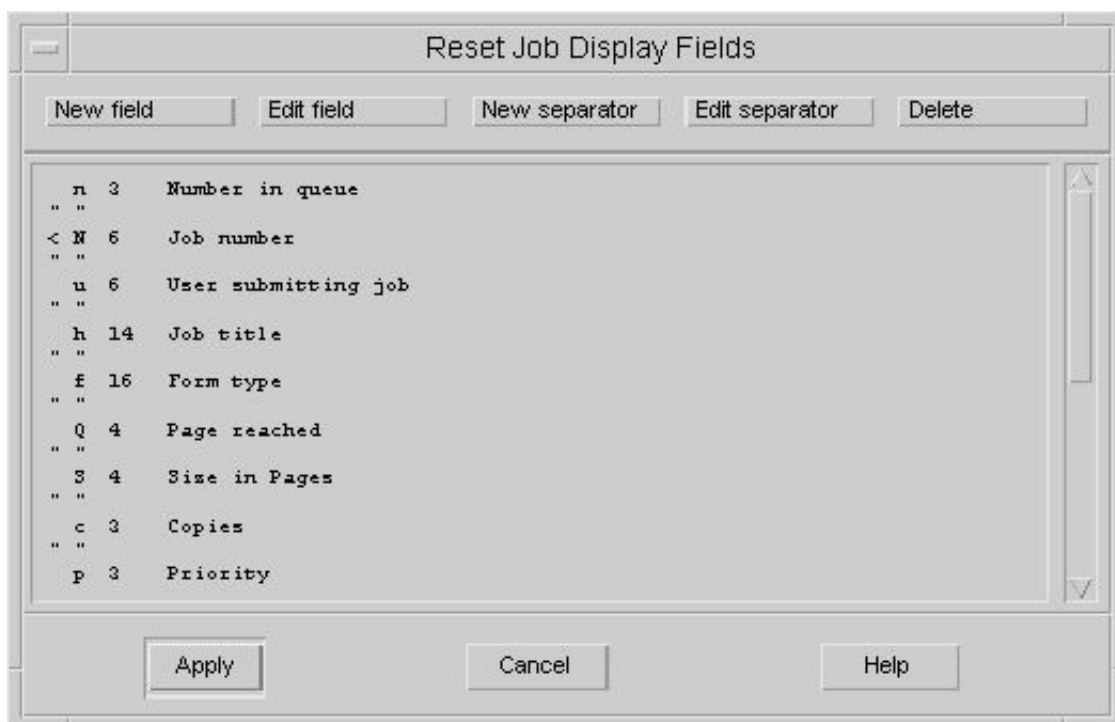 Reset Job Display Fields
New field Edit field New separator Edit separator Delete
n 3 Number in queue
" "
< N 6 Job number
" "
u 6 User submitting job
" "
h 14 Job title
" "
f 16 Form type
" "
Q 4 Page reached
" "
S 4 Size in Pages
" "
c 3 Copies
" "
p 3 Priority
Apply Cancel Help